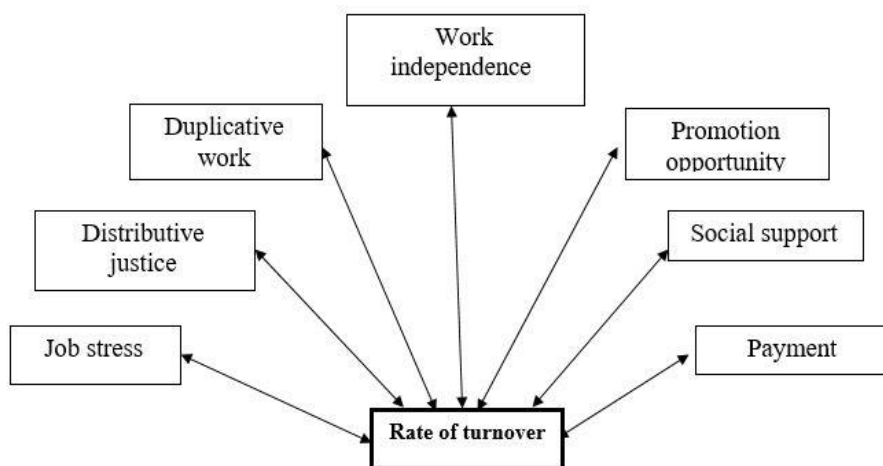 Work
independence
Duplicative
work
Promotion
opportunity
Distributive
justice
Social support
Job stress
Payment
Rate of turnover